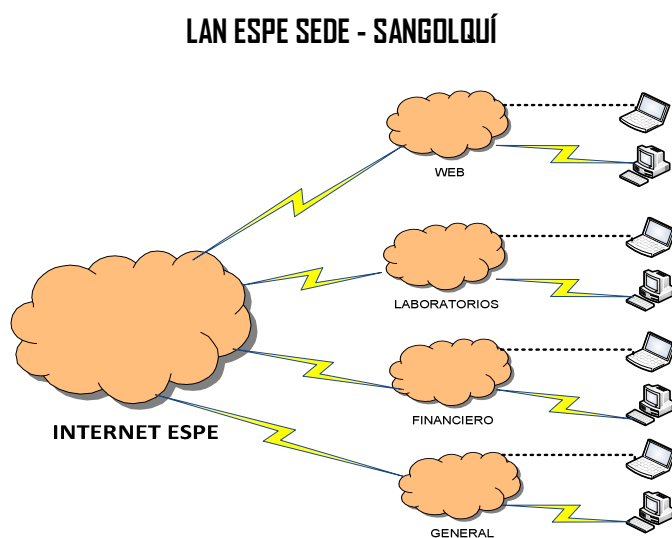 LAN ESPE SEDE - SANGOLQUÍ
WEB
LABORATORIOS
FINANCIERO
INTERNET ESPE
GENERAL